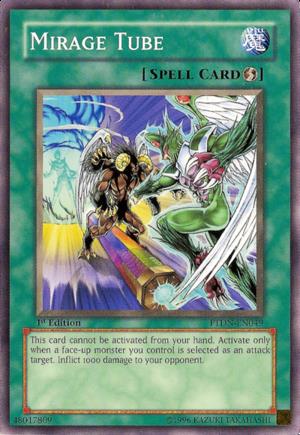 MIRAGE TUBE
魔
[SPELL CARD]
PTDN-EN049
1st Edition
This card cannot be activated from your hand. Activate only
when a face-up monster you control is selected as an attack
target. Inflict 1000 damage to your opponent.
48017809
©1996 KAZUKI TAKAHASHI